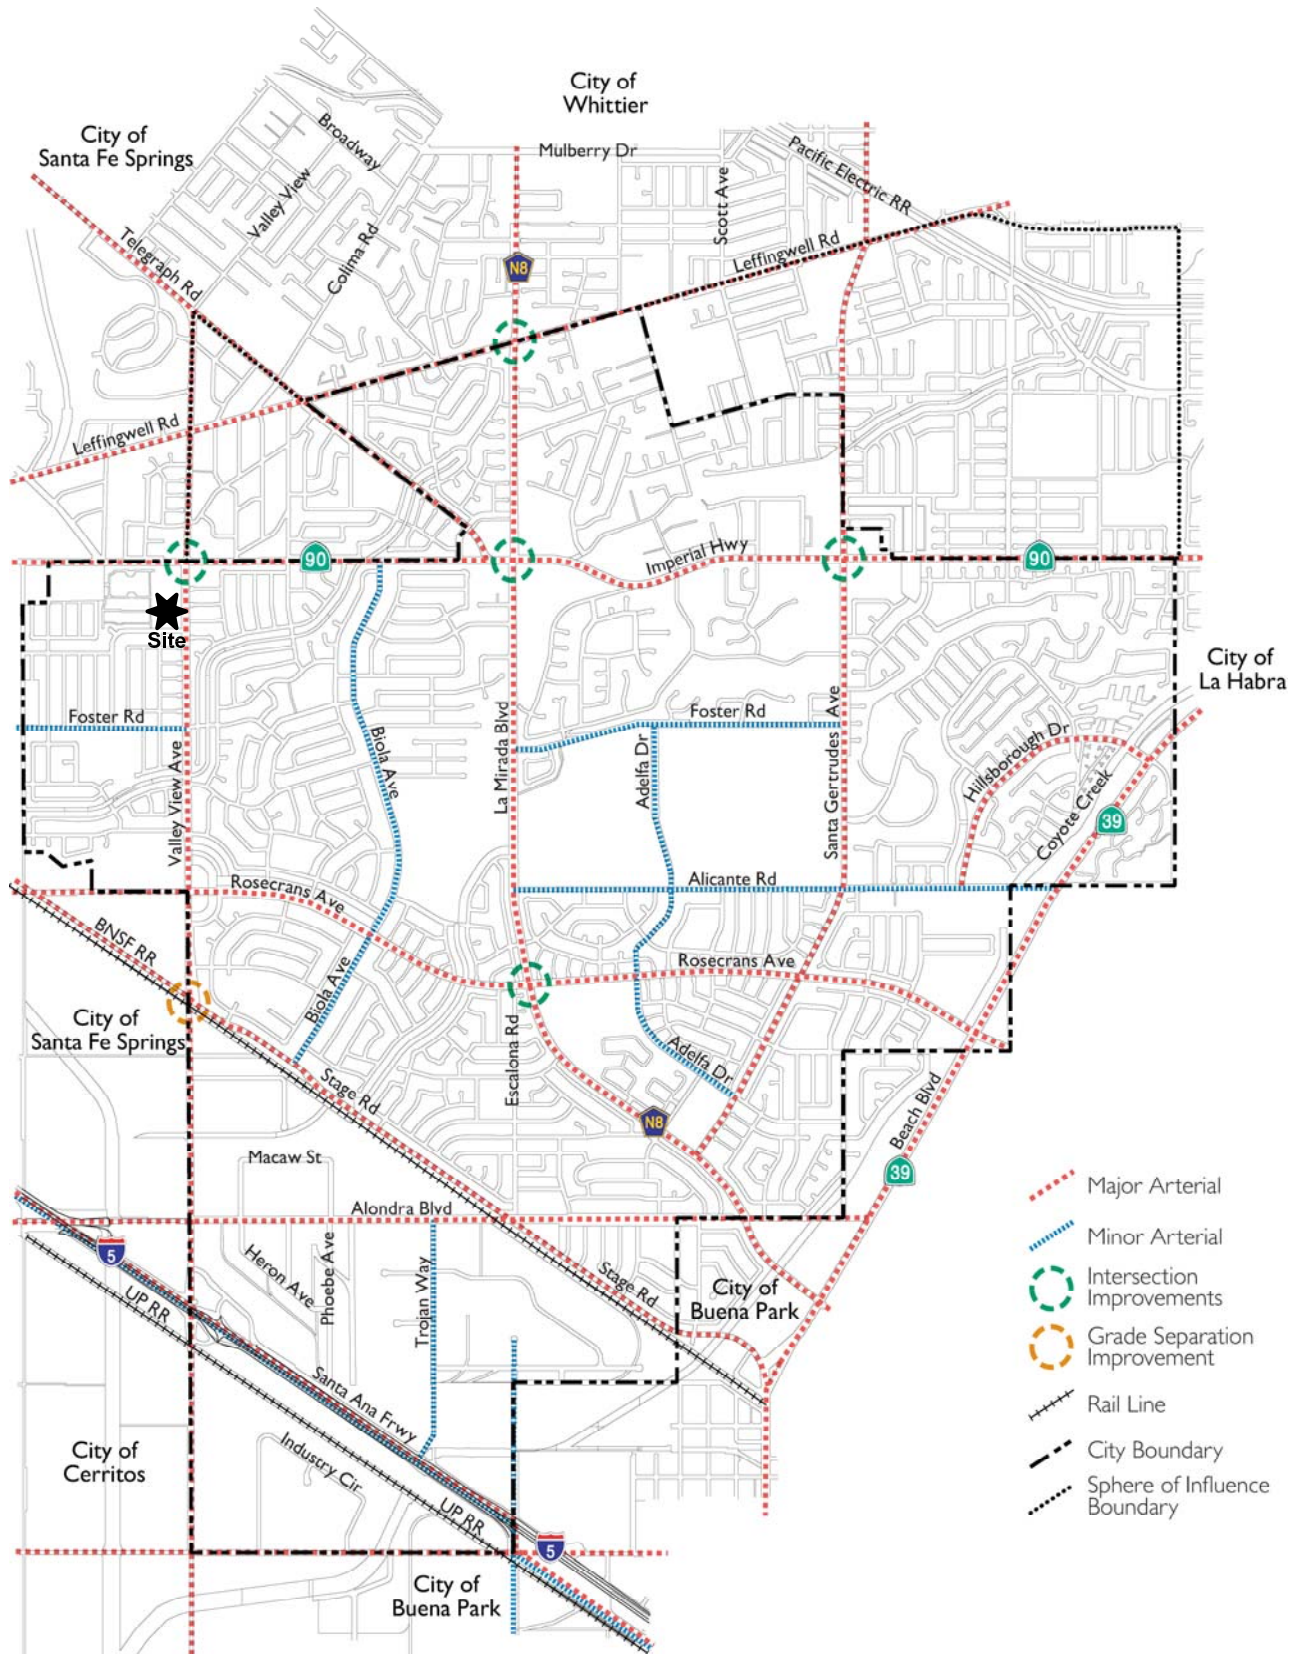 City of
Whittier
City of
Santa Fe Springs
Broadway
Mulberry Dr
Pacific Electric RR
Valley View
Scott Ave
Colima Rd
Telegraph Rd
Leffingwell Rd
N8
Leffingwell Rd
Imperial Hwy
90
90
Site
City of
La Habra
Foster Rd
Foster Rd
Biola Ave
La Mirada Blvd
Adelfa Dr
Santa Gertrudes Ave
Hillsborough Dr
Valley View Ave
Coyote Creek
39
Rosecrans Ave
Alicante Rd
BNSF RR
Rosecrans Ave
Biola Ave
City of
Santa Fe Springs
Escalona Rd
Adelfa Dr
Stage Rd
N8
Beach Blvd
39
Macaw St
Alondra Blvd
5
Heron Ave
Phoebe Ave
Trojan Way
Stage Rd
City of
Buena Park
UP RR
Santa Ana Frwy
City of
Cerritos
Industry Cir
UP RR
5
City of
Buena Park
Major Arterial
Minor Arterial
Intersection
Improvements
Grade Separation
Improvement
Rail Line
City Boundary
Sphere of Influence
Boundary